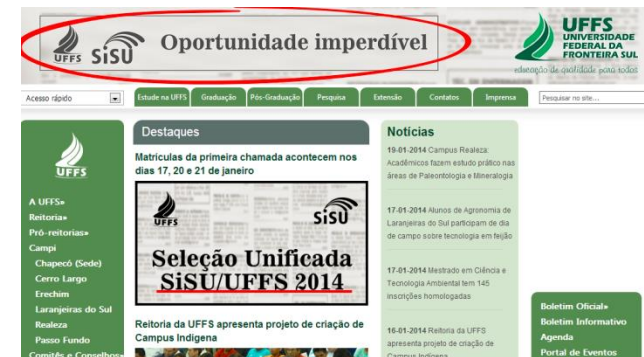 UFFS
SiSU
Oportunidade imperdível
UFFS
UNIVERSIDADE
FEDERAL DA
FRONTEIRA SUL
educação de qualidade para todos
Acesso rápido
Estude na UFFS
Graduação
Pós-Graduação
Pesquisa
Extensão
Contatos
Imprensa
Pesquisar no site...
UFFS
A UFFS»
Reitoria»
Pró-reitorias»
Campi
Chapecó (Sede)
Cerro Largo
Erechim
Laranjeiras do Sul
Realeza
Passo Fundo
Comitês e Conselhos»
Destaques
Matrículas da primeira chamada acontecem nos
dias 17, 20 e 21 de janeiro
UFFS
SiSU
Seleção Unificada
SiSU/UFFS 2014
Reitoria da UFFS apresenta projeto de criação de
Campus Indígena
Notícias
19-01-2014 Campus Realeza:
Acadêmicos fazem estudo prático nas
áreas de Paleontologia e Mineralogia
17-01-2014 Alunos de Agronomia de
Laranjeiras do Sul participam de dia
de campo sobre tecnologia em feijão
17-01-2014 Mestrado em Ciência e
Tecnologia Ambiental tem 145
inscrições homologadas
16-01-2014 Reitoria da UFFS
apresenta projeto de criação de
Campus Indígena
Boletim Oficial»
Boletim Informativo
Agenda
Portal de Eventos